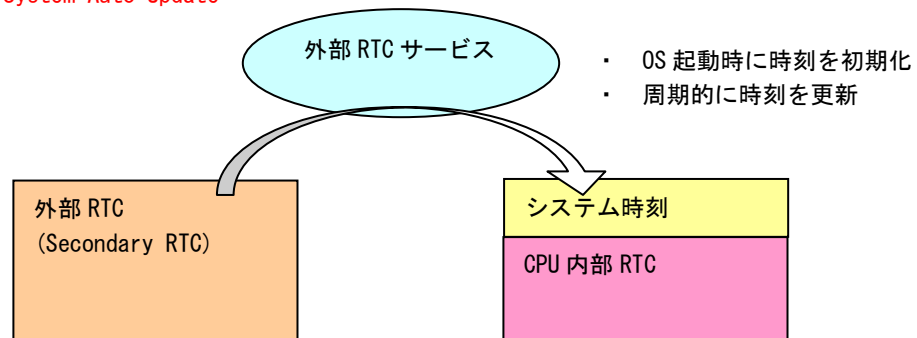 System Auto Update
外部 RTC サービス
・ OS 起動時に時刻を初期化
・ 周期的に時刻を更新
外部 RTC
(Secondary RTC)
システム時刻
CPU 内部 RTC